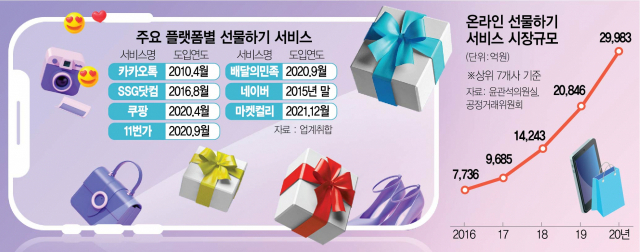 주요 플랫폼별 선물하기 서비스
서비스명 도입연도 서비스명 도입연도
카카오톡 2010.4월 배달의민족 2020.9월
SSG닷컴 2016.8월 네이버 2015년 말
쿠팡 2020.4월 마켓컬리 2021.12월
11번가 2020.9월 자료 : 업계취합
온라인 선물하기
서비스 시장규모
(단위:억원)
※상위 7개사 기준
자료 : 윤관석의원실,
공정거래위원회
29,983
20,846
14,243
9,685
7,736
2016 17 18 19 20년